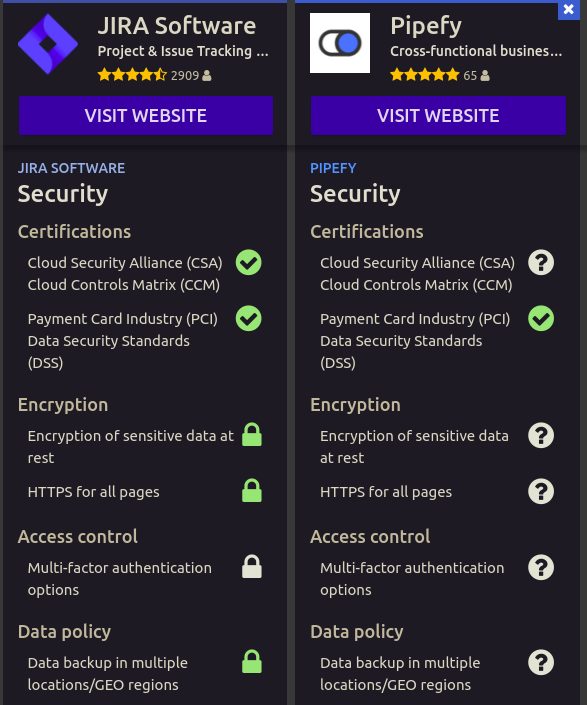 JIRA Software
Project & Issue Tracking ...
2909
VISIT WEBSITE
JIRA SOFTWARE
Security
Certifications
Cloud Security Alliance (CSA)
Cloud Controls Matrix (CCM)
Payment Card Industry (PCI)
Data Security Standards
(DSS)
Encryption
Encryption of sensitive data at
rest
HTTPS for all pages
Access control
Multi-factor authentication
options
Data policy
Data backup in multiple
locations/GEO regions
Pipefy
Cross-functional busines...
65
VISIT WEBSITE
PIPEFY
Security
Certifications
Cloud Security Alliance (CSA)
Cloud Controls Matrix (CCM)
Payment Card Industry (PCI)
Data Security Standards
(DSS)
Encryption
Encryption of sensitive data
at rest
HTTPS for all pages
Access control
Multi-factor authentication
options
Data policy
Data backup in multiple
locations/GEO regions